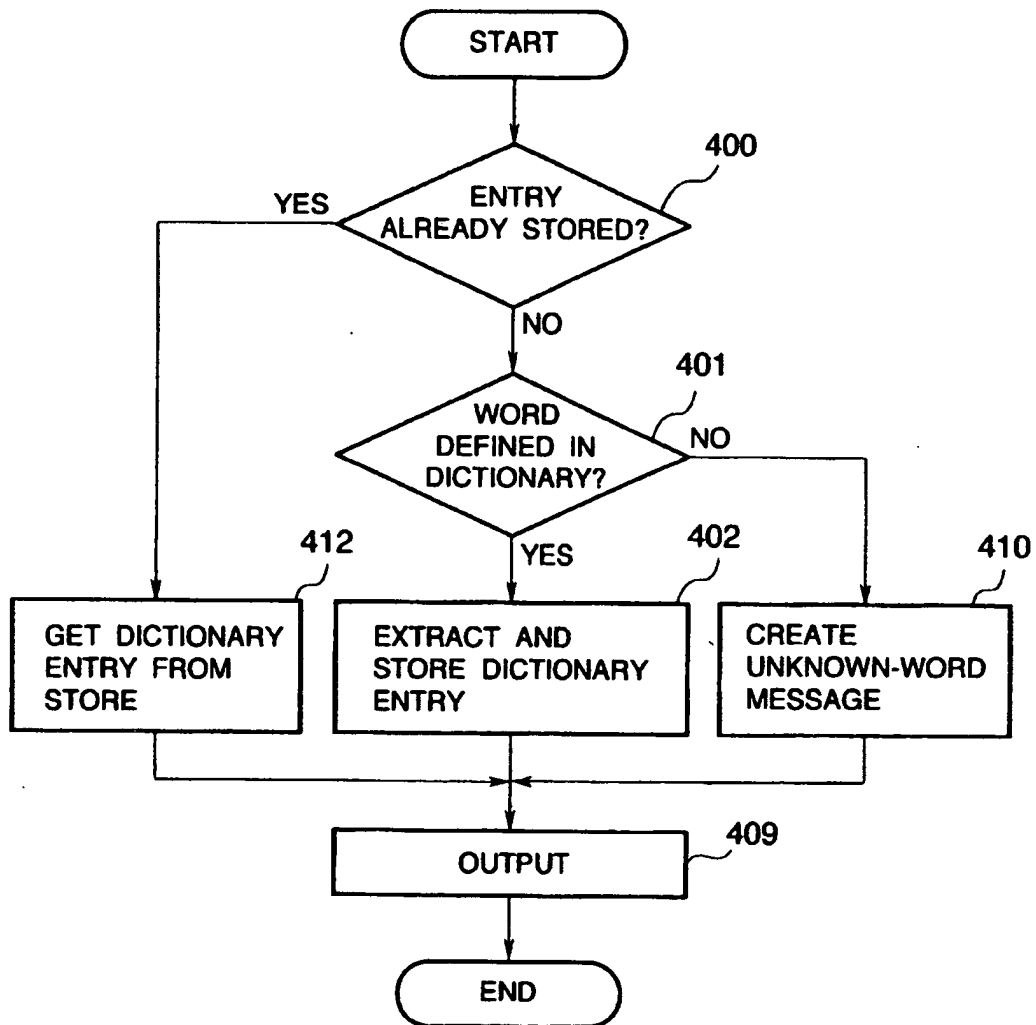 START
400
YES
ENTRY
ALREADY STORED?
NO
401
WORD
DEFINED IN
DICTIONARY?
NO
YES
412
402
410
GET DICTIONARY
ENTRY FROM
STORE
EXTRACT AND
STORE DICTIONARY
ENTRY
CREATE
UNKNOWN-WORD
MESSAGE
409
OUTPUT
END